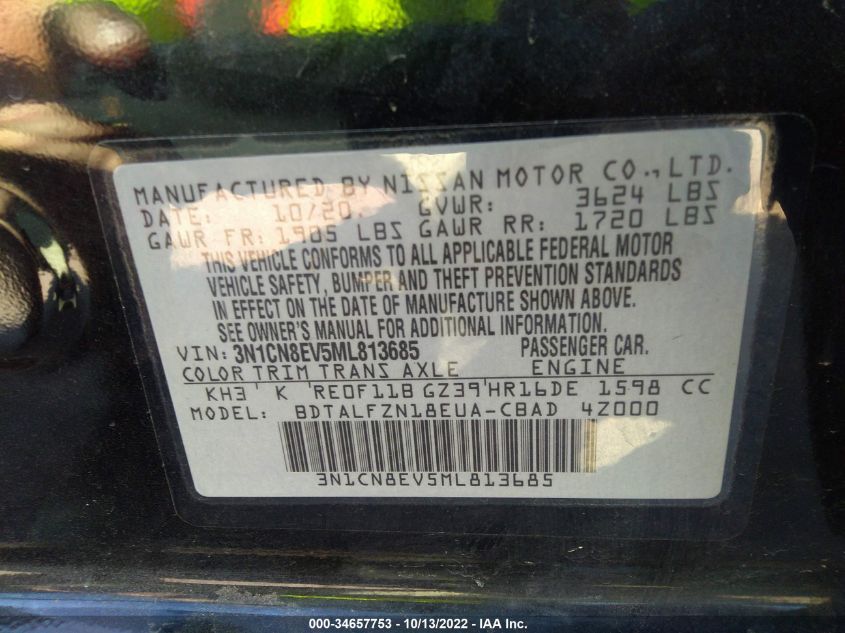 MANUFACTURED BY NISSAN MOTOR CO., LTD.
DATE: 10/20. GVWR: 3624 LBS
GAWR FR: 1905 LBS GAWR RR: 1720 LBS
THIS VEHICLE CONFORMS TO ALL APPLICABLE FEDERAL MOTOR
VEHICLE SAFETY, BUMPER AND THEFT PREVENTION STANDARDS
IN EFFECT ON THE DATE OF MANUFACTURE SHOWN ABOVE.
SEE OWNER'S MANUAL FOR ADDITIONAL INFORMATION.
VIN: 3N1CN8EV5ML813685 PASSENGER CAR.
COLOR TRIM TRANS AXLE ENGINE
KH3 K RE0F11B GZ39 HR16DE 1598 CC
MODEL: BDTALFZN18EUA-CBAD 4Z000
3N1CN8EV5ML813685
000-34657753 - 10/13/2022 - IAA Inc.